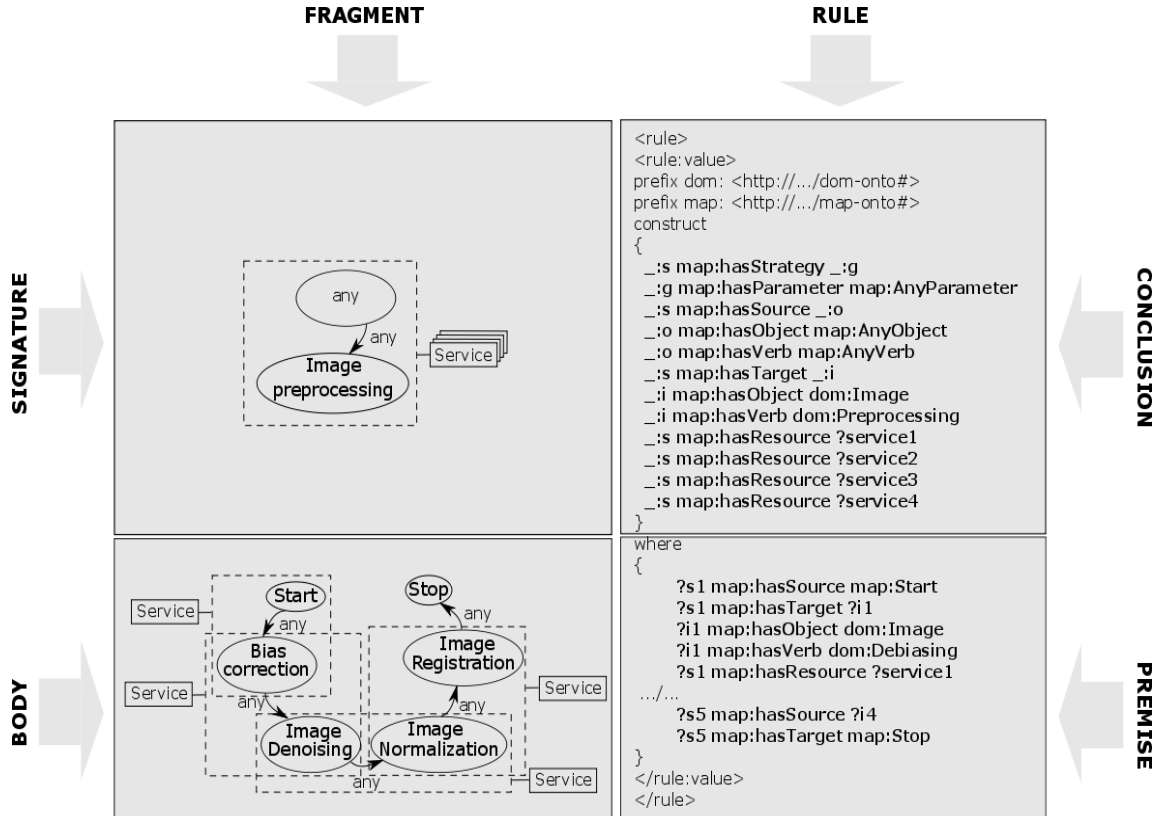 FRAGMENT
RULE
SIGNATURE
any
any
Image
preprocessing
Service
<rule>
<rule:value>
prefix dom: <http://.../dom-onto#>
prefix map: <http://.../map-onto#>
construct
{
_:s map:hasStrategy _:g
_:g map:hasParameter map:AnyParameter
_:s map:hasSource _:o
_:o map:hasObject map:AnyObject
_:o map:hasVerb map:AnyVerb
_:s map:hasTarget _:i
_:i map:hasObject dom:Image
_:i map:hasVerb dom:Preprocessing
_:s map:hasResource ?service1
_:s map:hasResource ?service2
_:s map:hasResource ?service3
_:s map:hasResource ?service4
}
CONCLUSION
BODY
Service
Start
any
Bias
correction
Service
any
Image
Denoising
any
Image
Normalization
Service
any
Image
Registration
Service
any
Stop
where
{
?s1 map:hasSource map:Start
?s1 map:hasTarget ?i1
?i1 map:hasObject dom:Image
?i1 map:hasVerb dom:Debiasing
?s1 map:hasResource ?service1
.../...
?s5 map:hasSource ?i4
?s5 map:hasTarget map:Stop
}
</rule:value>
</rule>
PREMISE